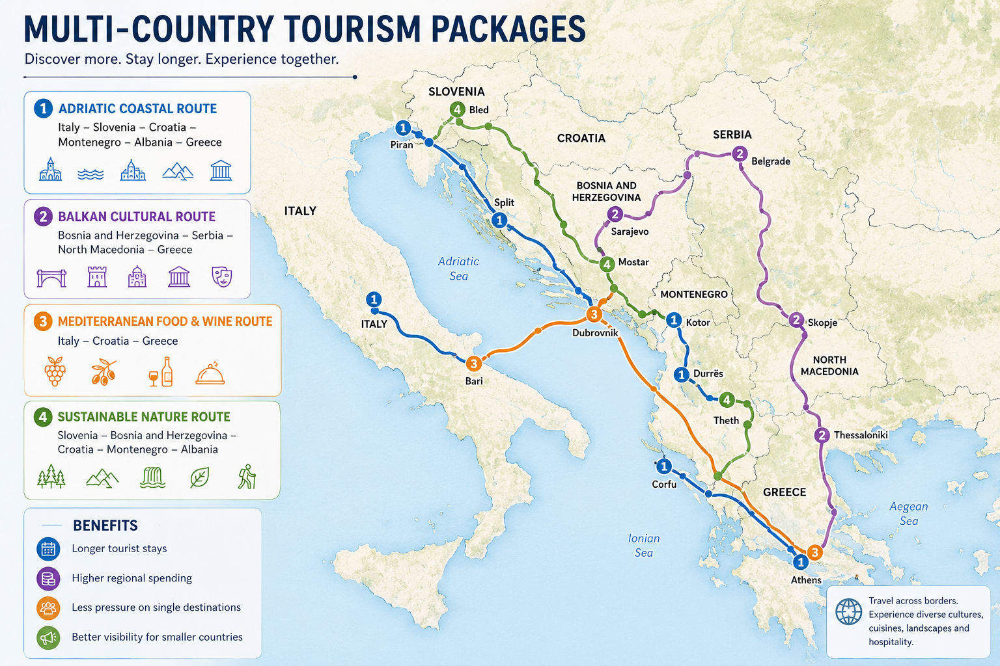 MULTI-COUNTRY TOURISM PACKAGES
Discover more. Stay longer. Experience together.
1 ADRIATIC COASTAL ROUTE
Italy – Slovenia – Croatia –
Montenegro – Albania – Greece
2 BALKAN CULTURAL ROUTE
Bosnia and Herzegovina – Serbia –
North Macedonia – Greece
3 MEDITERRANEAN FOOD & WINE ROUTE
Italy – Croatia – Greece
4 SUSTAINABLE NATURE ROUTE
Slovenia – Bosnia and Herzegovina –
Croatia – Montenegro – Albania
BENEFITS
Longer tourist stays
Higher regional spending
Less pressure on single destinations
Better visibility for smaller countries
SLOVENIA
4 Bled
1
Piran
CROATIA
SERBIA
2
Belgrade
BOSNIA AND
HERZEGOVINA
2
Sarajevo
Split
1
ITALY
Adriatic
Sea
4 Mostar
MONTENEGRO
1
ITALY
3
Dubrovnik
1 Kotor
2 Skopje
3
Bari
NORTH
MACEDONIA
1 Durrës
4
Theth
2 Thessaloniki
1
Corfu
GREECE
Aegean
Sea
Ionian
Sea
3
1
Athens
Travel across borders.
Experience diverse cultures,
cuisines, landscapes and
hospitality.